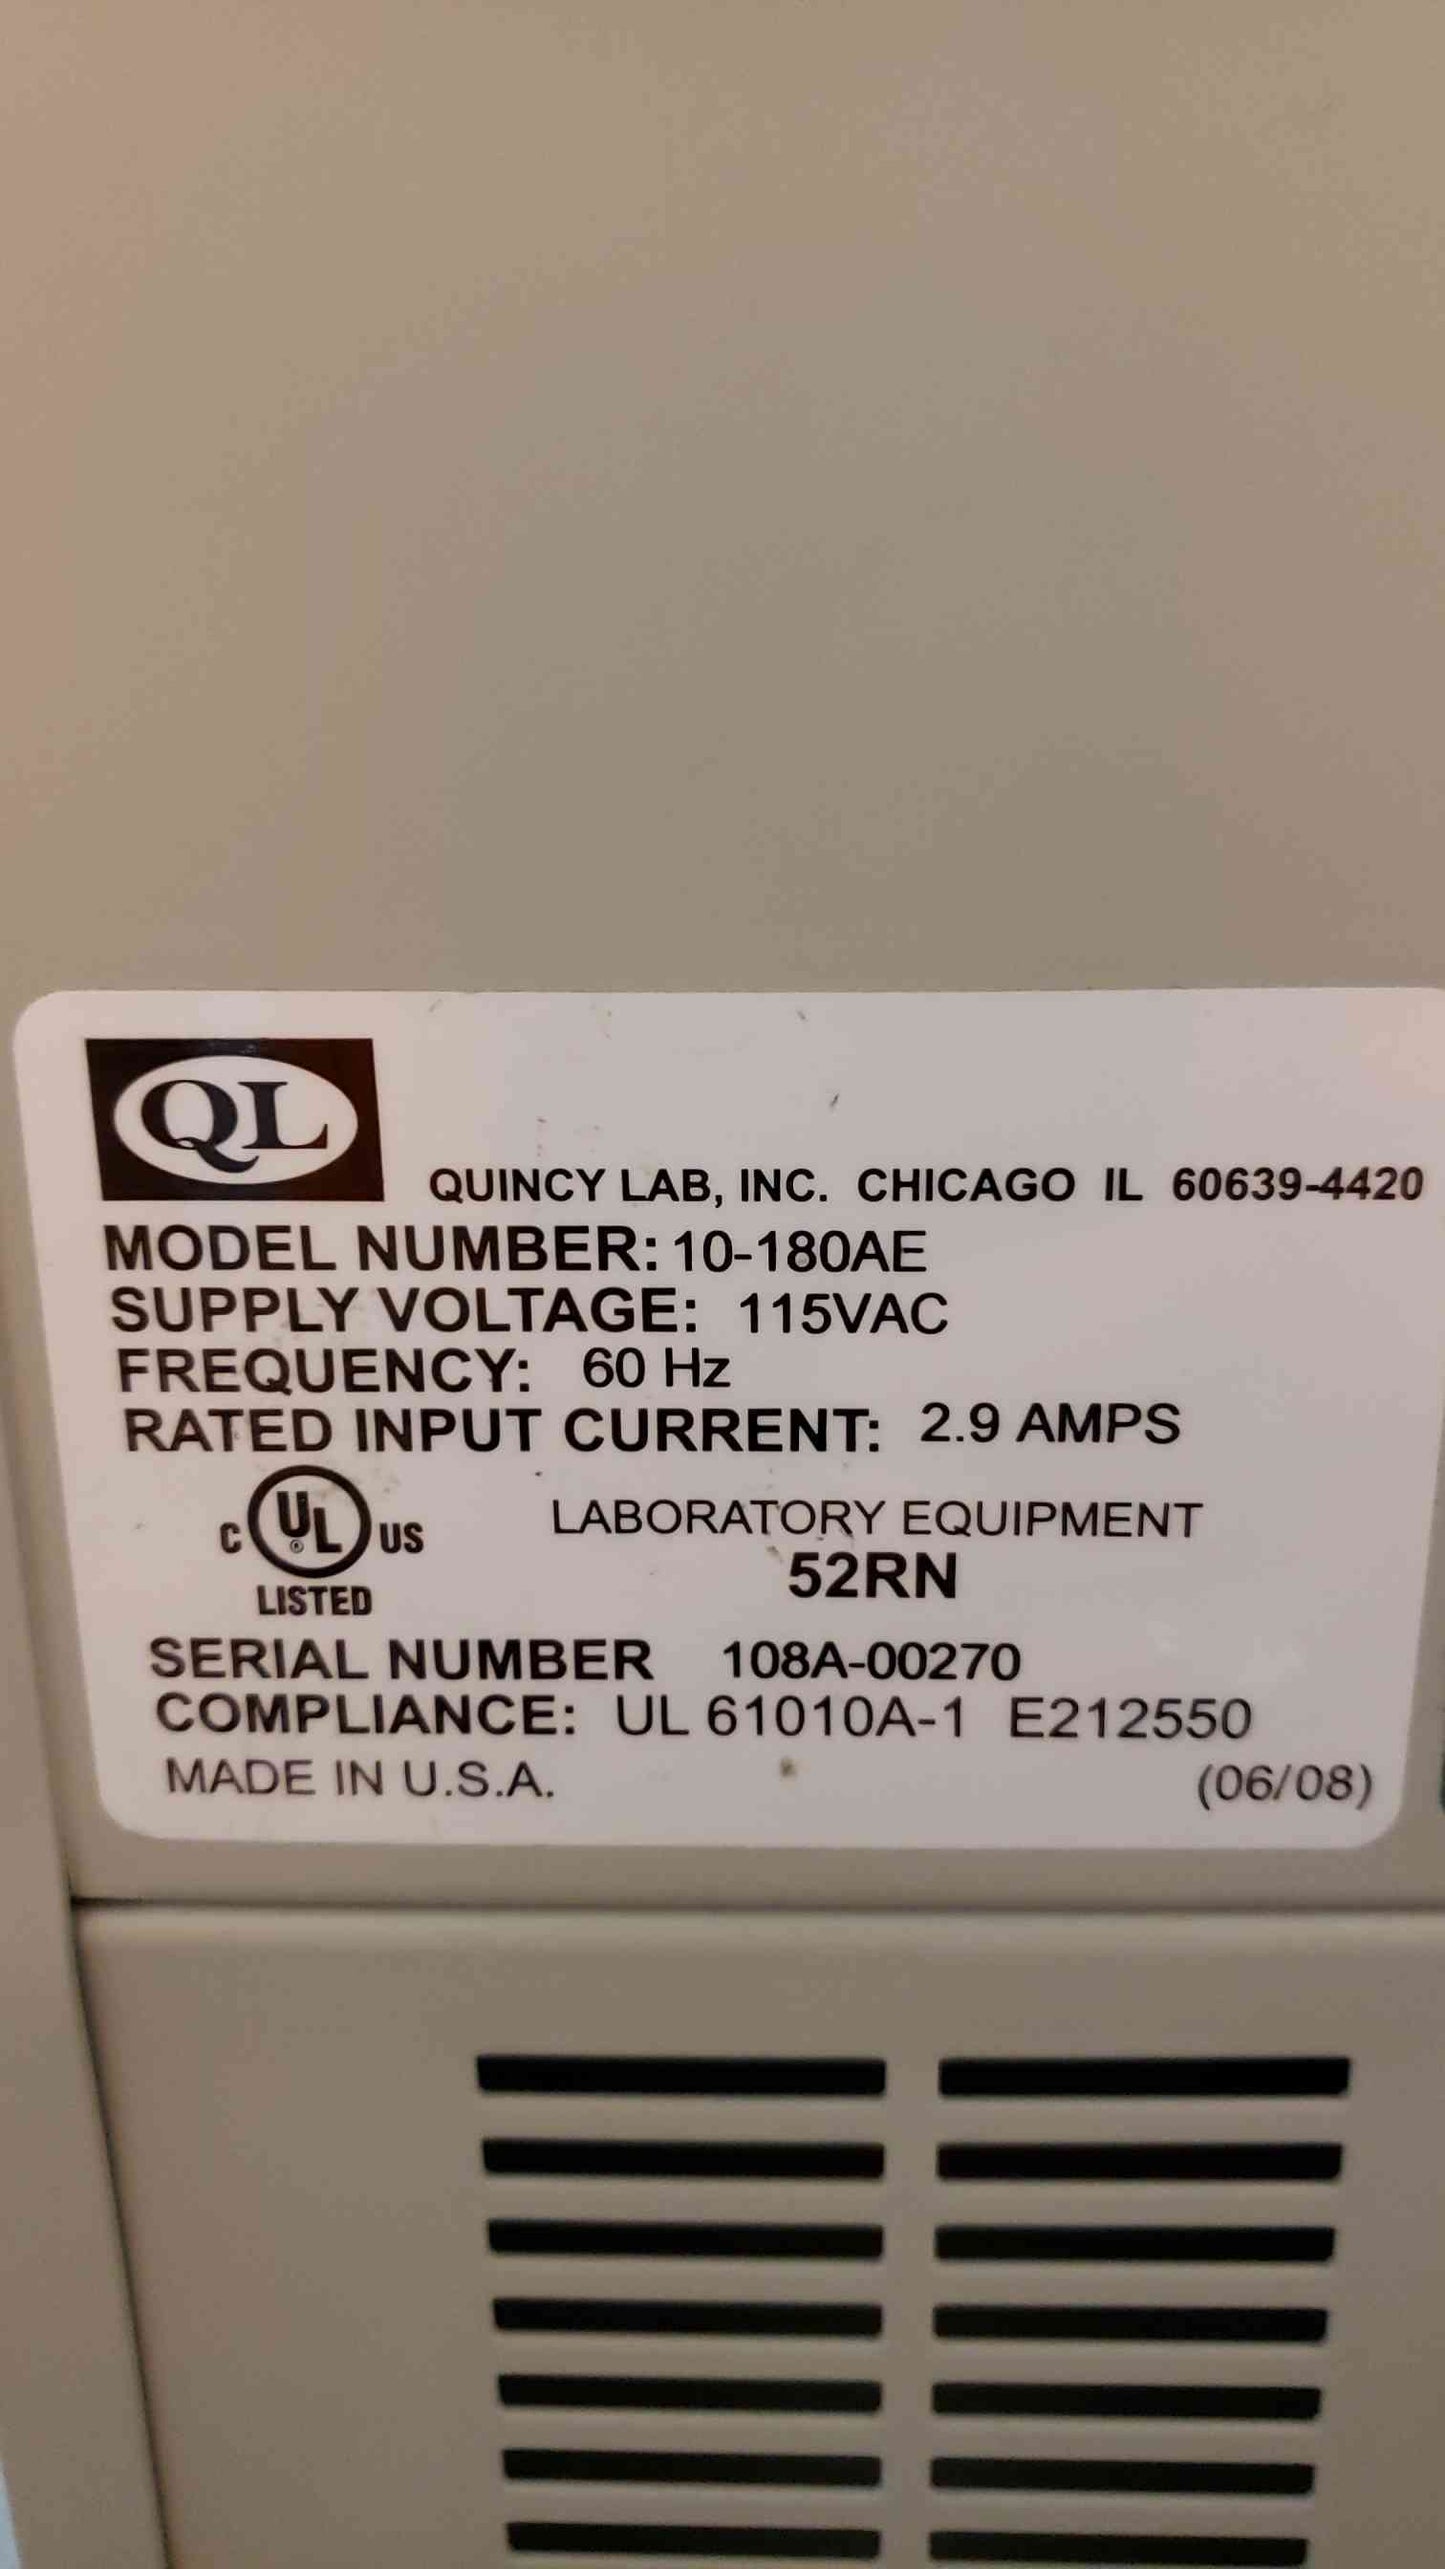 QL
QUINCY LAB, INC. CHICAGO IL 60639-4420
MODEL NUMBER: 10-180AE
SUPPLY VOLTAGE: 115VAC
FREQUENCY: 60 Hz
RATED INPUT CURRENT: 2.9 AMPS
C UL® US
LISTED
LABORATORY EQUIPMENT
52RN
SERIAL NUMBER 108A-00270
COMPLIANCE: UL 61010A-1 E212550
MADE IN U.S.A. (06/08)